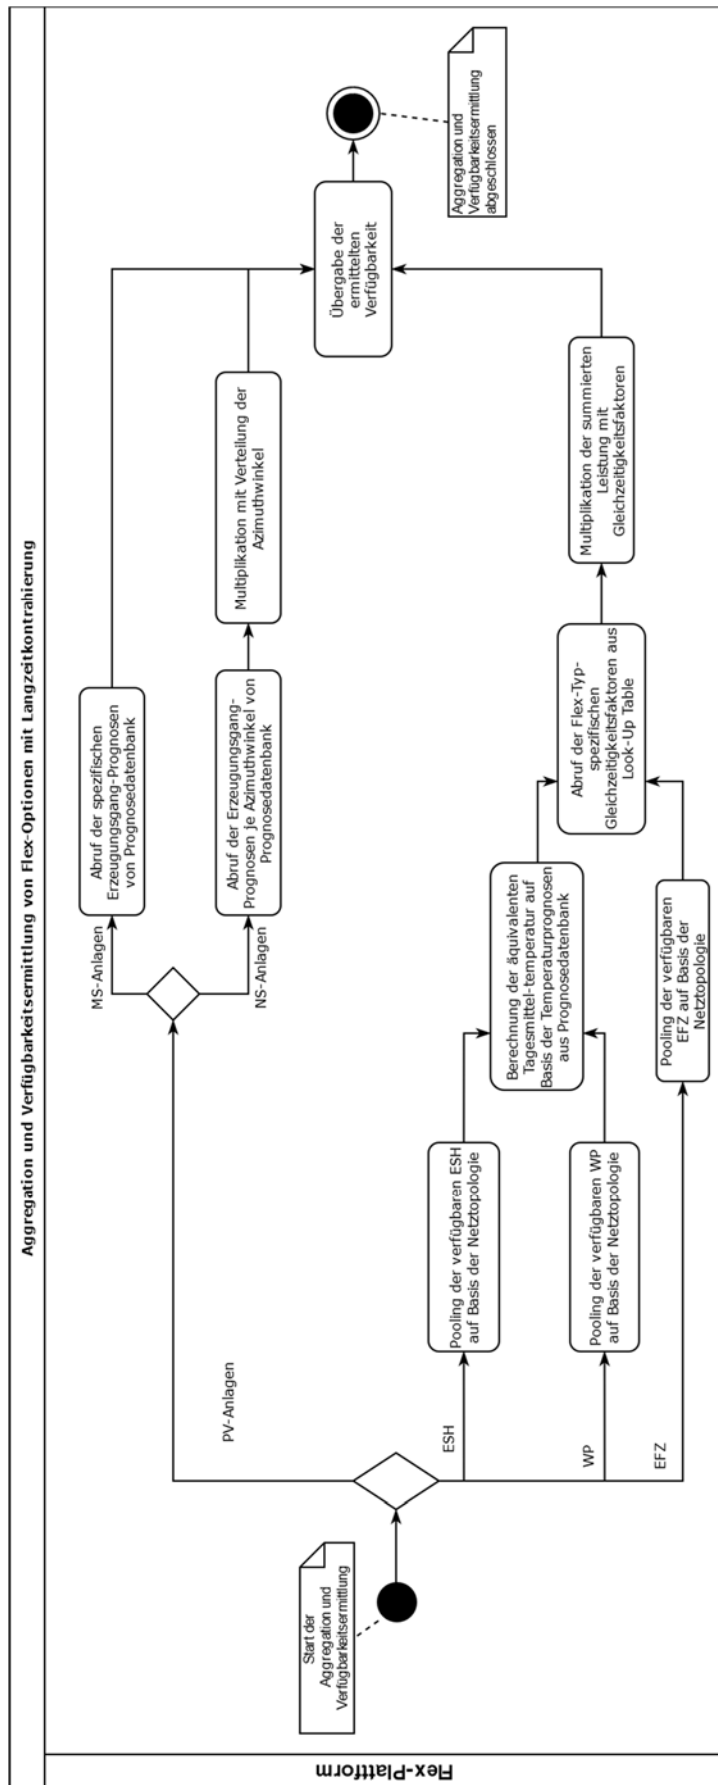 Aggregation und Verfügbarkeitsermittlung von Flex-Optionen mit Langzeitkontrahierung
Flex-Plattform
Start der
Aggregation und
Verfügbarkeitsermittlung
PV-Anlagen
ESH
WP
EFZ
MS-Anlagen
NS-Anlagen
Abruf der spezifischen
Erzeugungsgang-Prognosen
von Prognosedatenbank
Abruf der Erzeugungsgang-
Prognosen je Azimuthwinkel von
Prognosedatenbank
Multiplikation mit Verteilung der
Azimuthwinkel
Pooling der verfügbaren ESH
auf Basis der Netztopologie
Pooling der verfügbaren WP
auf Basis der Netztopologie
Berechnung der äquivalenten
Tagesmittel-temperatur auf
Basis der Temperaturprognosen
aus Prognosedatenbank
Pooling der verfügbaren
EFZ auf Basis der
Netztopologie
Abruf der Flex-Typ-
spezifischen
Gleichzeitigkeitsfaktoren aus
Look-Up Table
Multiplikation der summierten
Leistung mit
Gleichzeitigkeitsfaktoren
Übergabe der
ermittelten
Verfügbarkeit
Aggregation und
Verfügbarkeitsermittlung
abgeschlossen